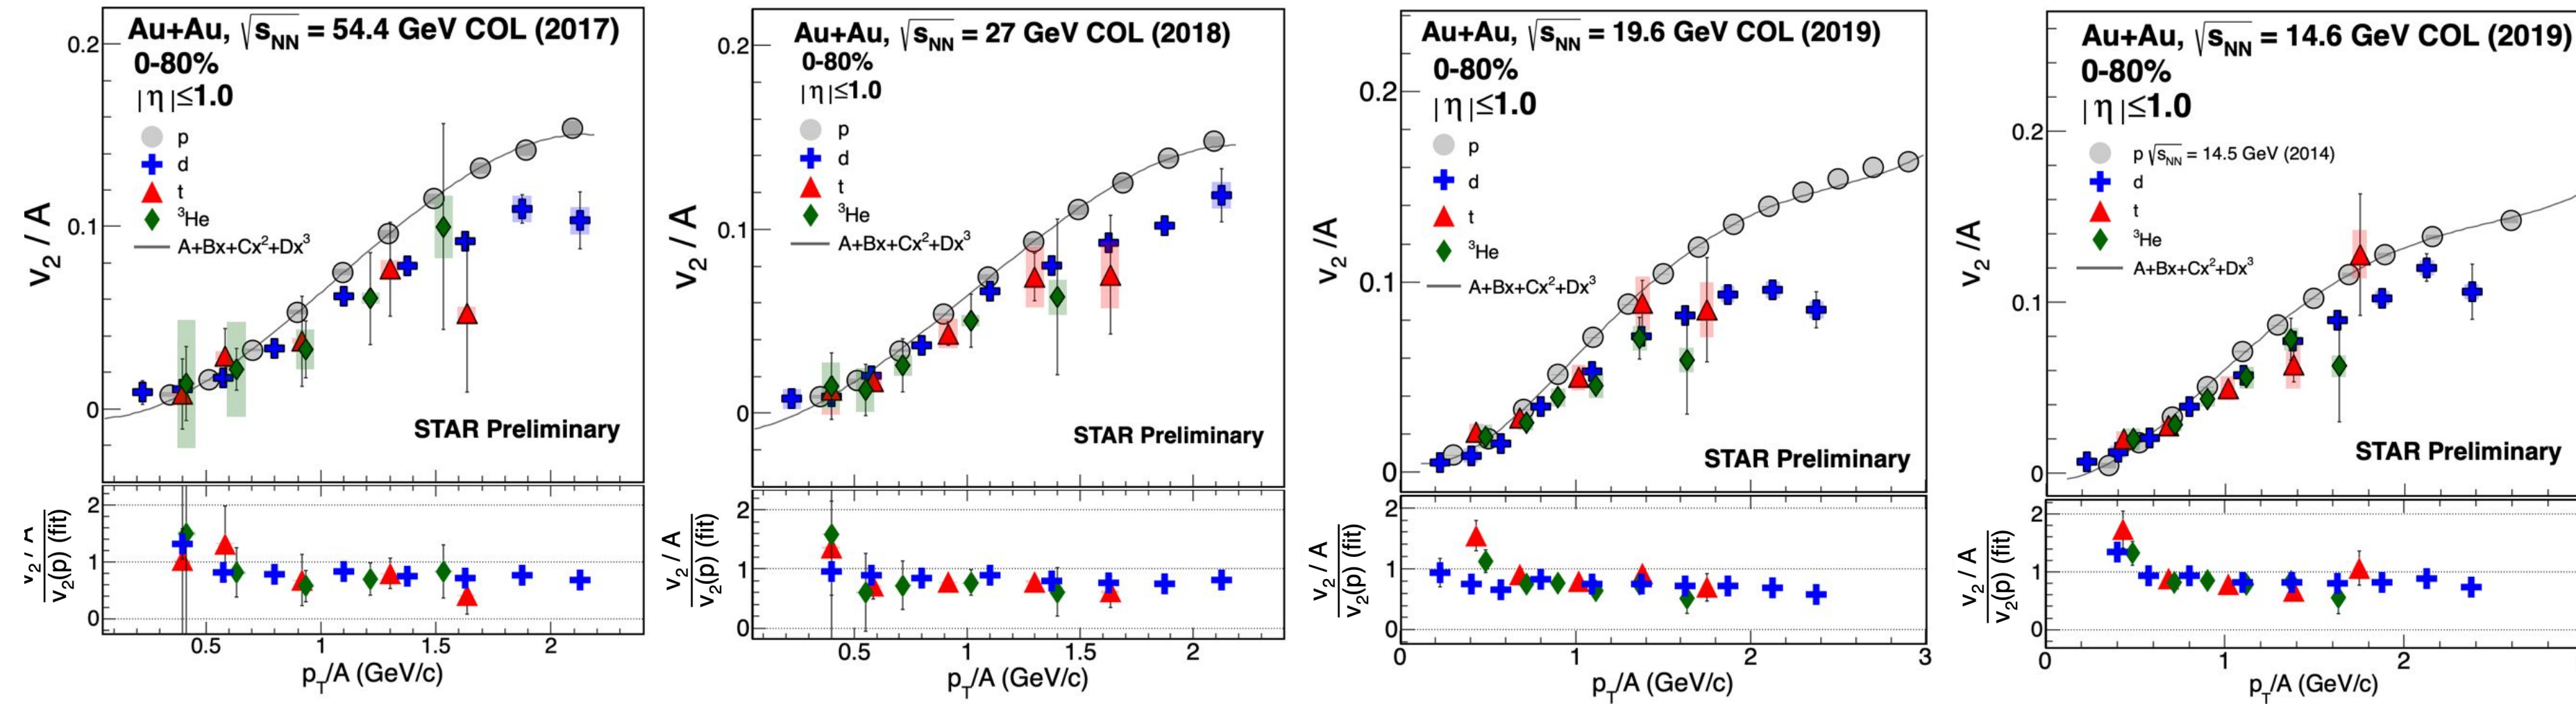 Au+Au, √sNN = 54.4 GeV COL (2017)
0-80%
|η|≤1.0
p
d
t
³He
A+Bx+Cx²+Dx³
STAR Preliminary
v₂ / A
0.2
0.1
0
v₂ / A
v₂(p) (fit)
2
1
0
0.5 1 1.5 2
pT/A (GeV/c)
Au+Au, √sNN = 27 GeV COL (2018)
0-80%
|η|≤1.0
p
d
t
³He
A+Bx+Cx²+Dx³
STAR Preliminary
v₂ / A
0.2
0.1
0
v₂ / A
v₂(p) (fit)
2
1
0
0.5 1 1.5 2
pT/A (GeV/c)
Au+Au, √sNN = 19.6 GeV COL (2019)
0-80%
|η|≤1.0
p
d
t
³He
A+Bx+Cx²+Dx³
STAR Preliminary
v₂ /A
0.2
0.1
0
v₂ / A
v₂(p) (fit)
2
1
0
0 1 2 3
pT/A (GeV/c)
Au+Au, √sNN = 14.6 GeV COL (2019)
0-80%
|η|≤1.0
p √sNN = 14.5 GeV (2014)
d
t
³He
A+Bx+Cx²+Dx³
STAR Preliminary
v₂ /A
0.2
0.1
0
v₂ / A
v₂(p) (fit)
2
1
0
0 1 2
pT/A (GeV/c)